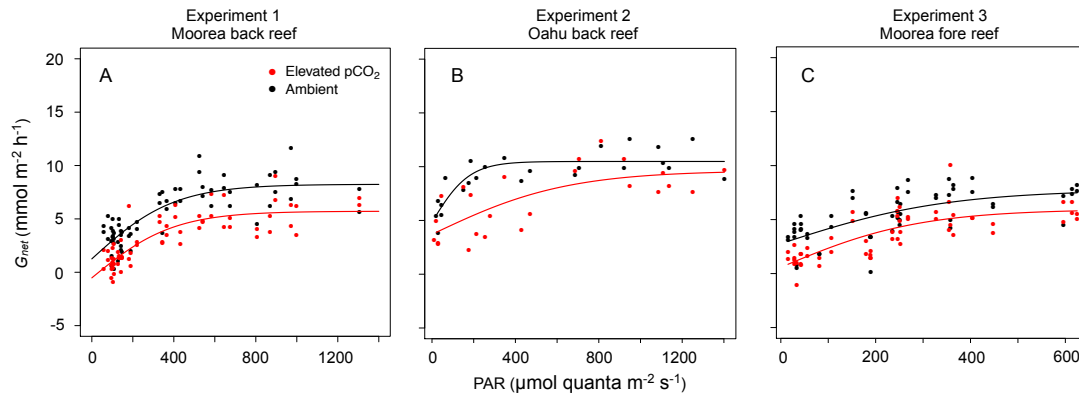 Experiment 1
Moorea back reef
Experiment 2
Oahu back reef
Experiment 3
Moorea fore reef
A
Elevated pCO₂
Ambient
B
C
20
15
10
5
0
-5
Gnet (mmol m⁻² h⁻¹)
0 400 800 1200
0 400 800 1200
0 200 400 600
PAR (μmol quanta m⁻² s⁻¹)